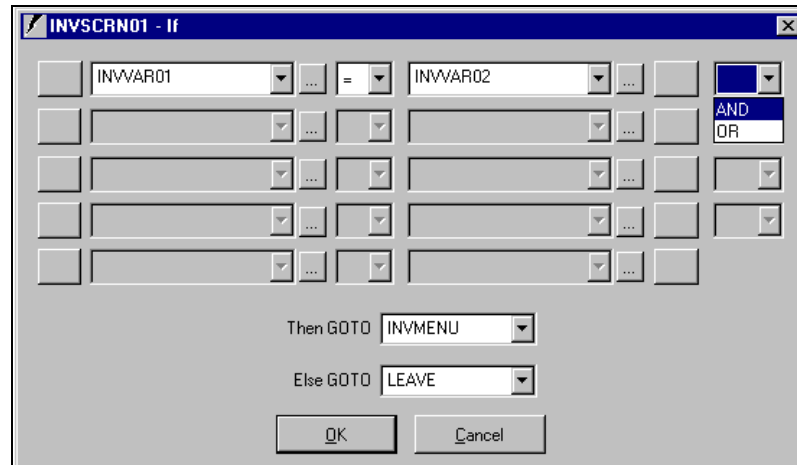 INVSCRN01 - If
INVVAR01 ... = INVVAR02 ...
AND
... ...
OR
... ...
... ...
... ...
Then GOTO INVMENU
Else GOTO LEAVE
OK Cancel